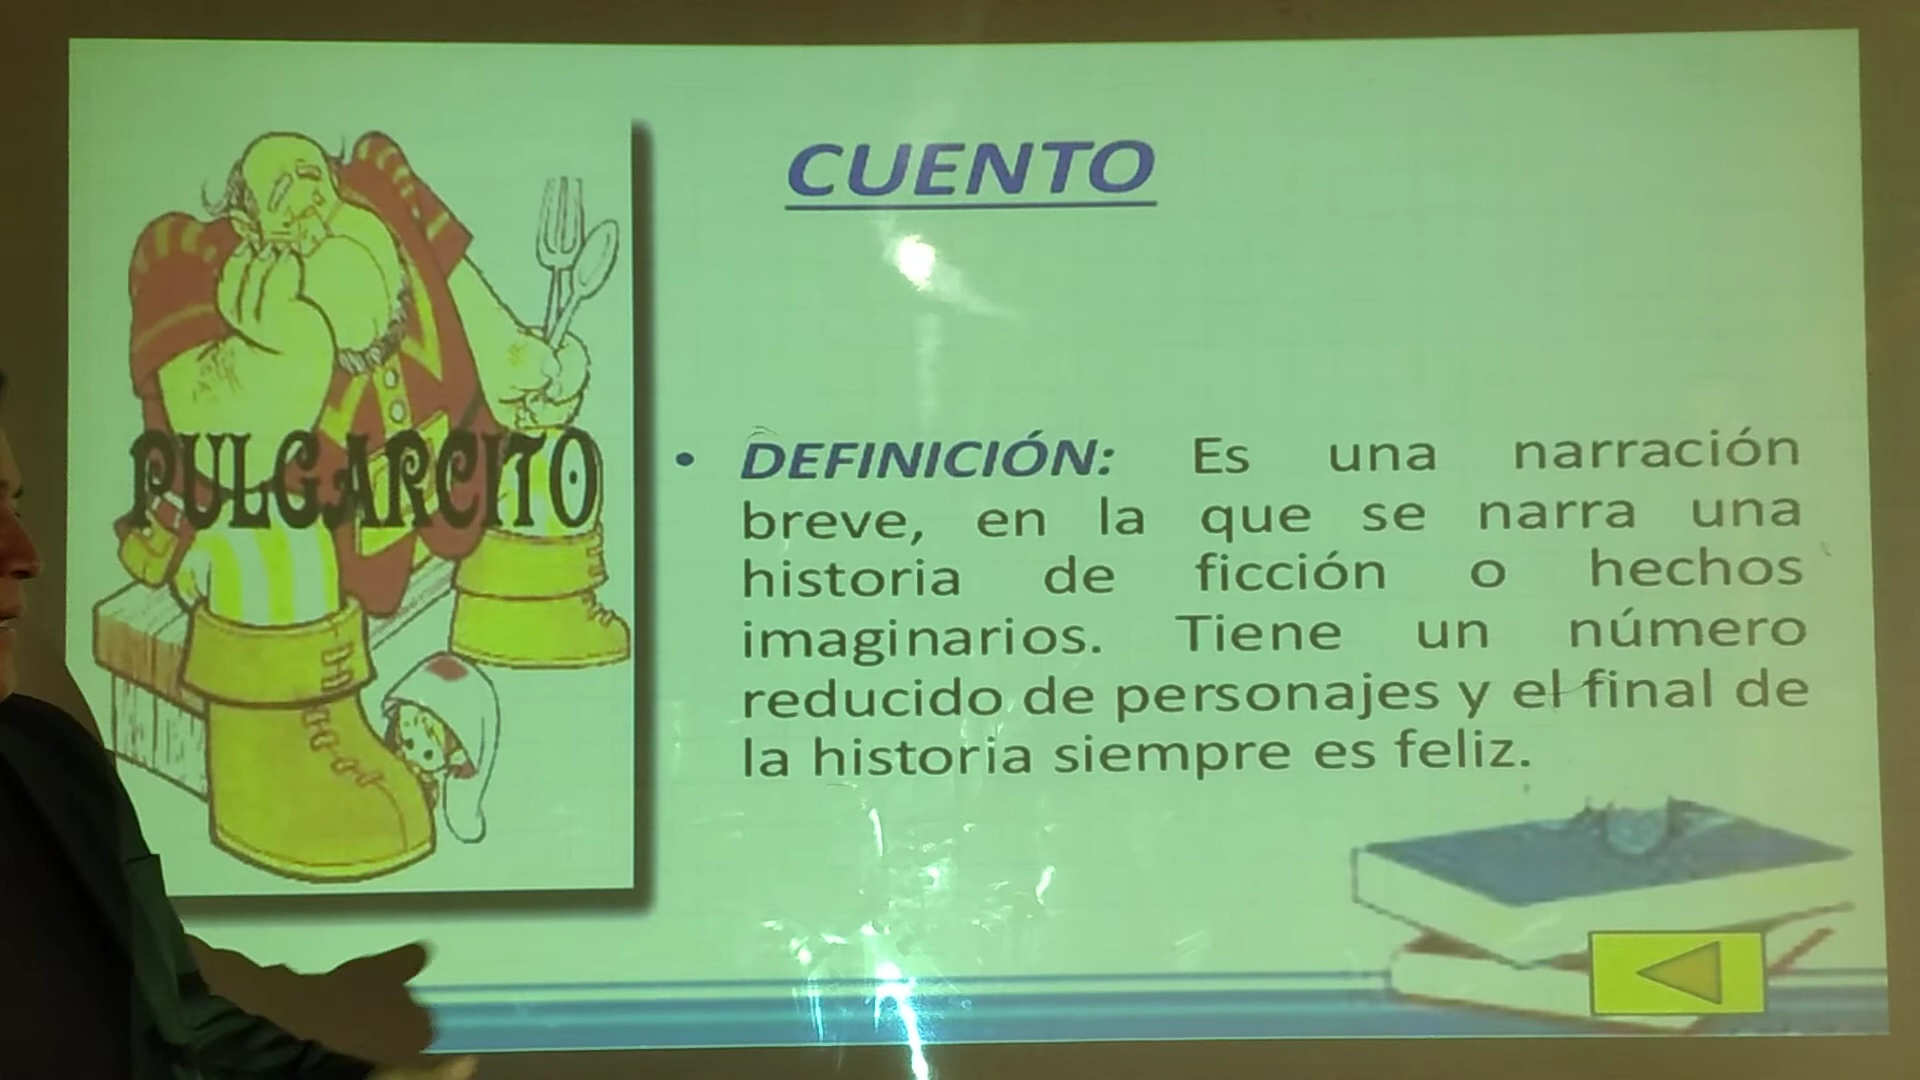 CUENTO
PULGARCITO
• DEFINICIÓN: Es una narración
breve, en la que se narra una
historia de ficción o hechos
imaginarios. Tiene un número
reducido de personajes y el final de
la historia siempre es feliz.